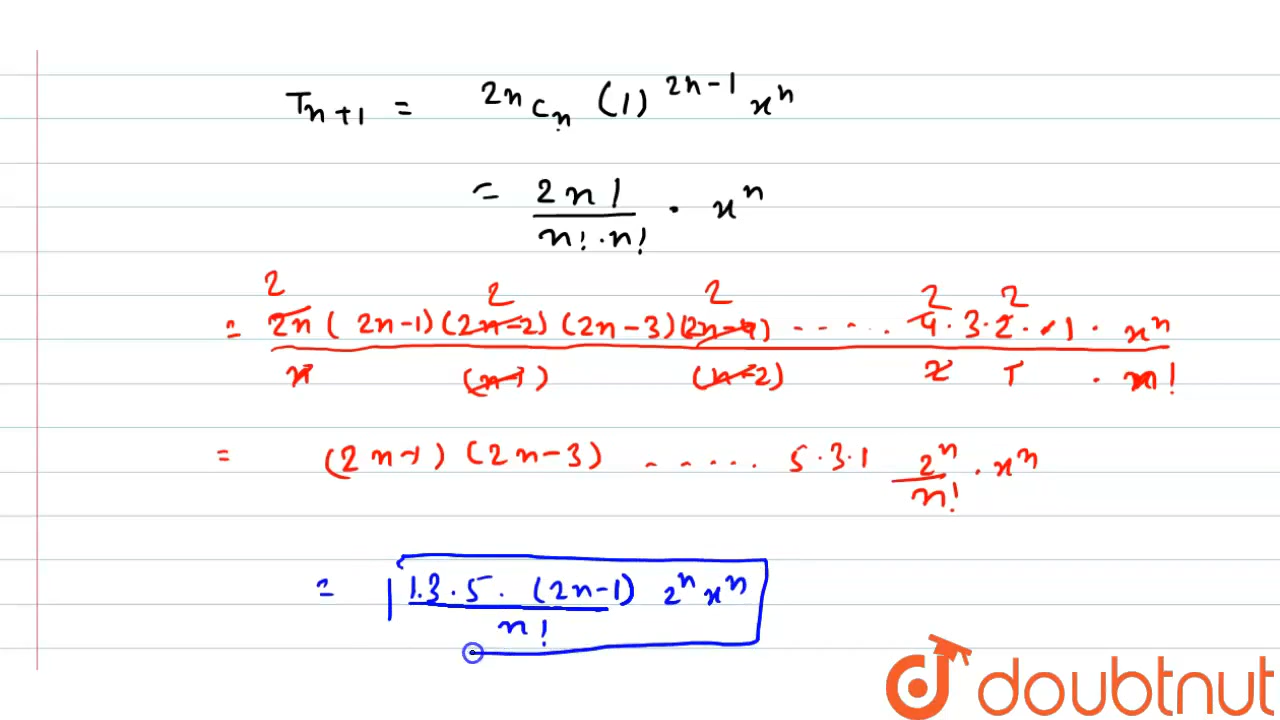 Tn+1 = 2nCn (1)^2n-1 x^n
= 2n! / n! . n! . x^n
2 2 2 2 2
= 2n (2n-1) (2n-2) (2n-3) (2n-4) ..... 4 . 3 . 2 . 1 . x^n
n (n-1) (n-2) 2 1 . n!
= (2n-1) (2n-3) ..... 5 . 3 . 1 2^n / n! . x^n
= 1.3.5. (2n-1) 2^n x^n / n!
doubtnut